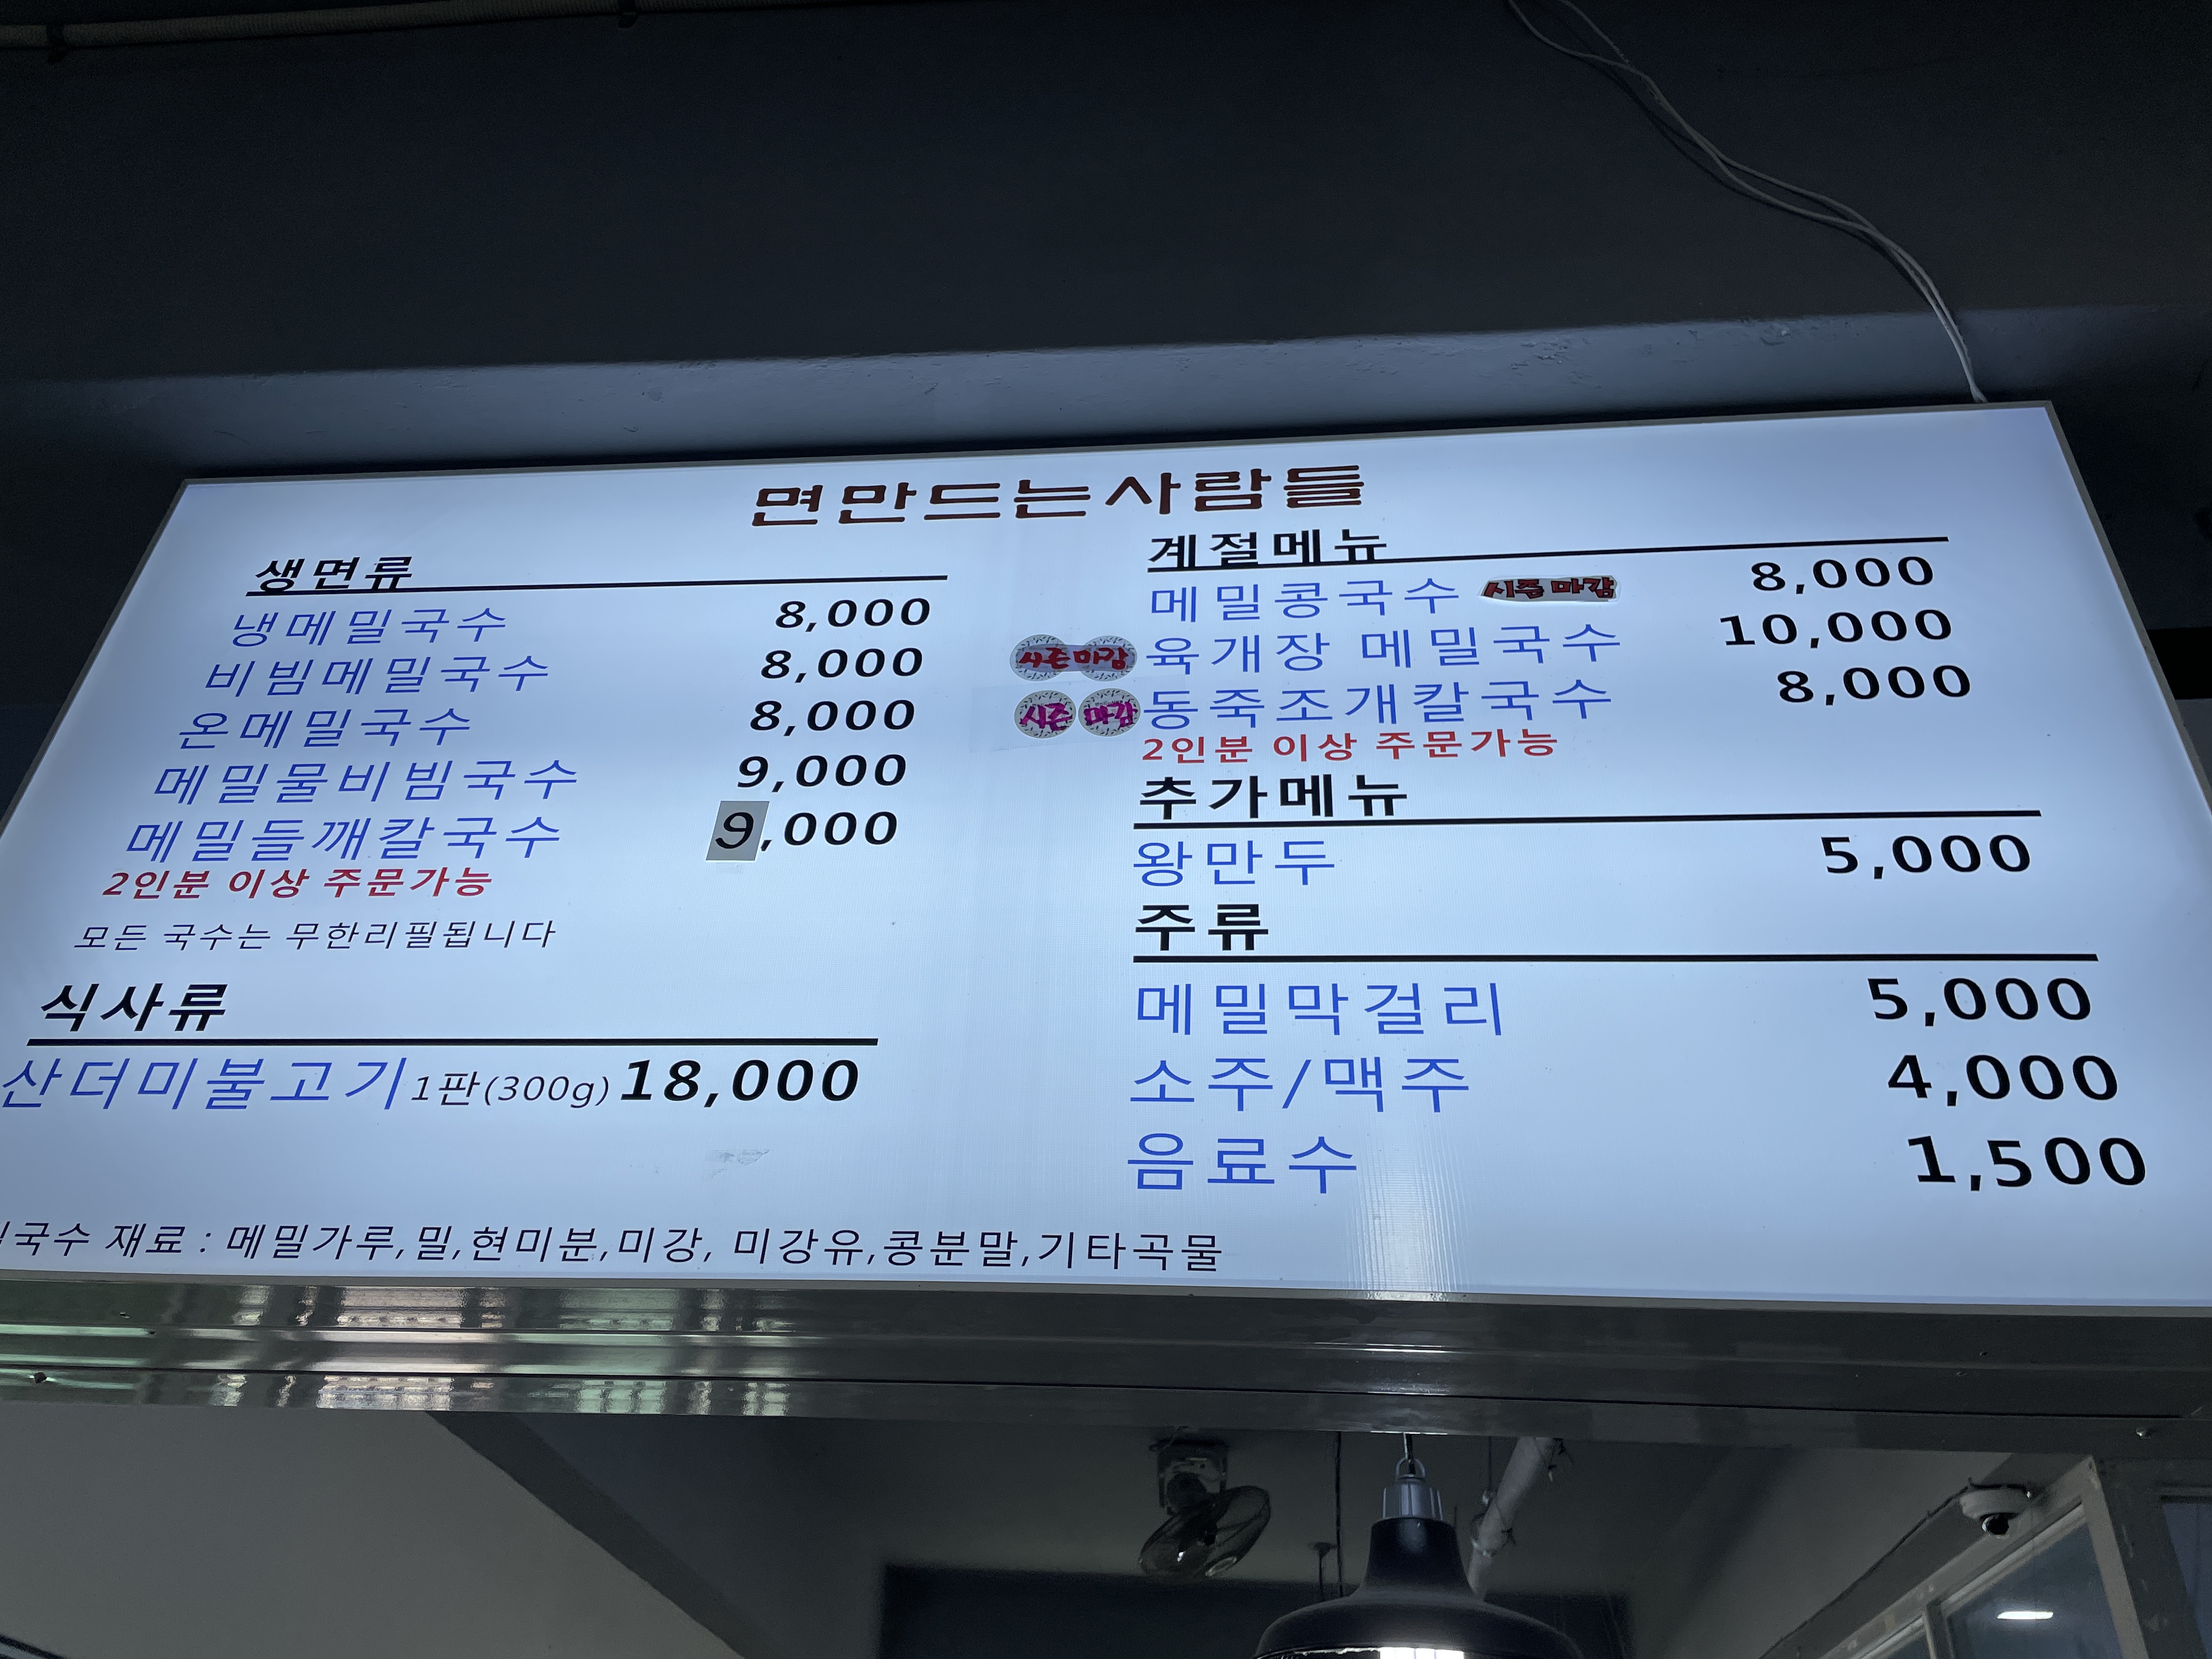 면만드는사람들
생면류
냉메밀국수 8,000
비빔메밀국수 8,000
온메밀국수 8,000
메밀물비빔국수 9,000
메밀들깨칼국수 9,000
2인분 이상 주문가능
모든 국수는 무한리필됩니다
식사류
산더미불고기 1판(300g) 18,000
계절메뉴
메밀콩국수 시즌 마감 8,000
시즌마감 육개장 메밀국수 10,000
시즌 마감 동죽조개칼국수 8,000
2인분 이상 주문가능
추가메뉴
왕만두 5,000
주류
메밀막걸리 5,000
소주/맥주 4,000
음료수 1,500
국수 재료 : 메밀가루,밀,현미분,미강, 미강유,콩분말,기타곡물